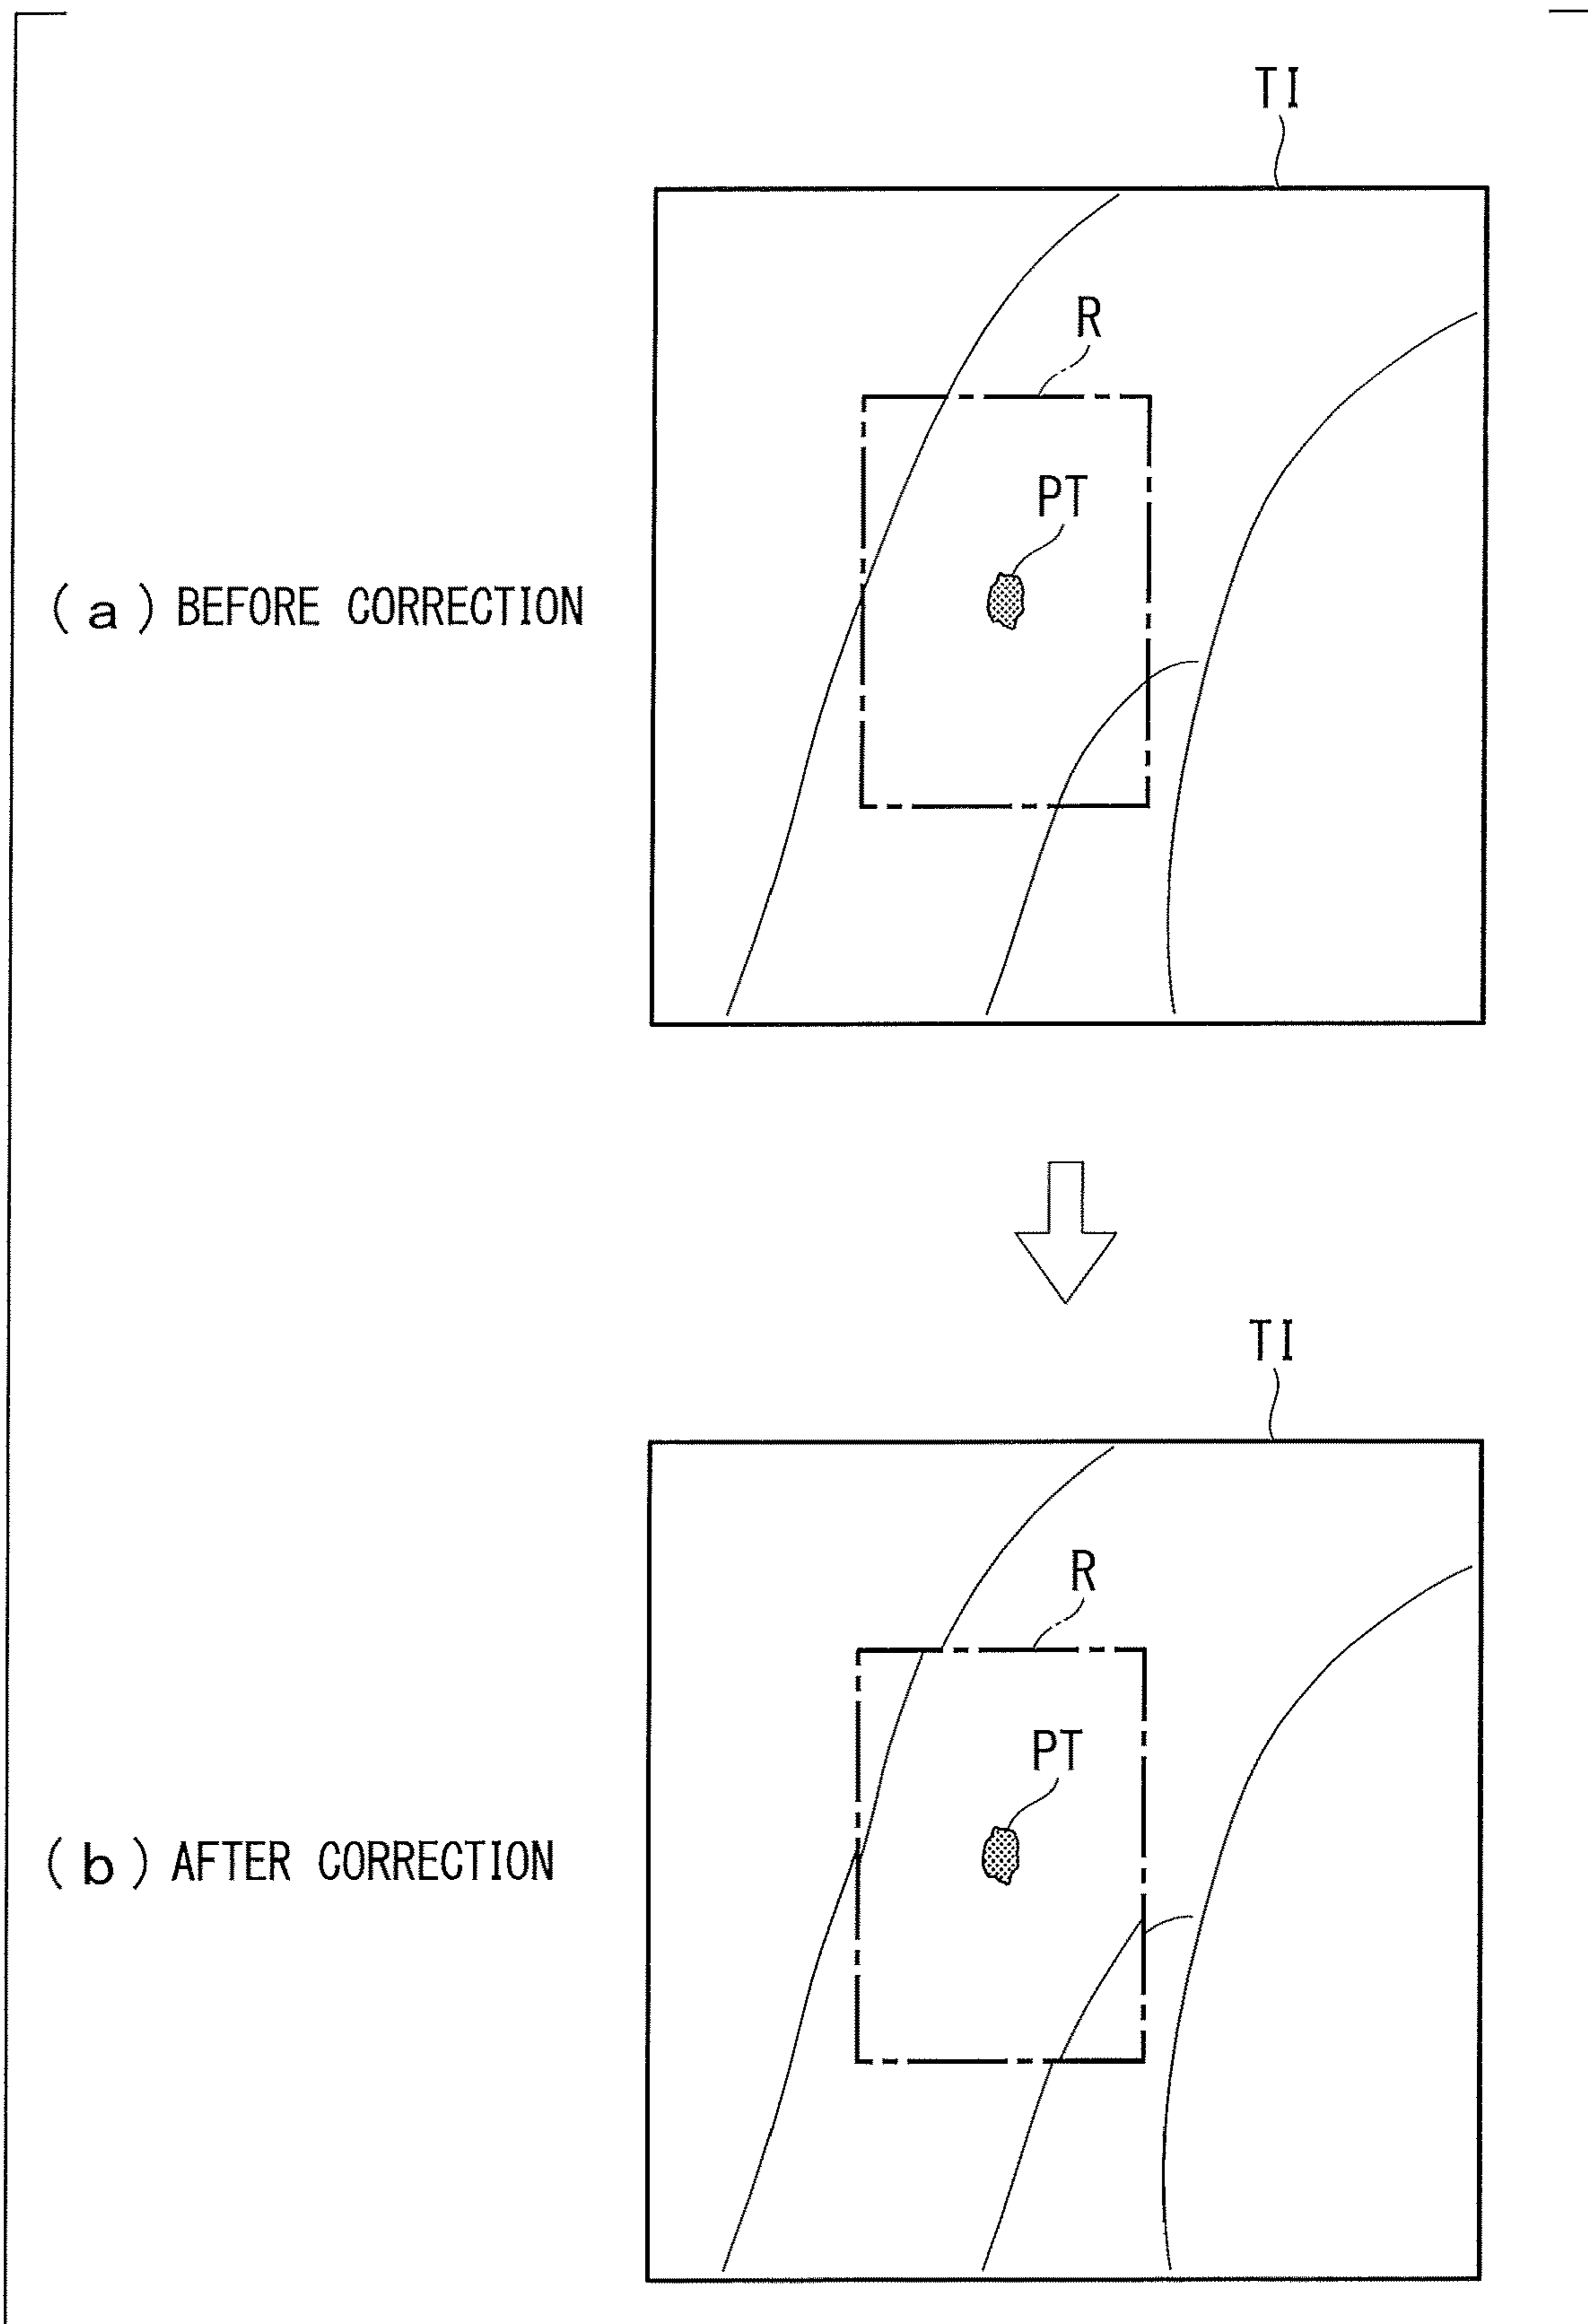 TI
R
PT
(a) BEFORE CORRECTION
TI
R
PT
(b) AFTER CORRECTION